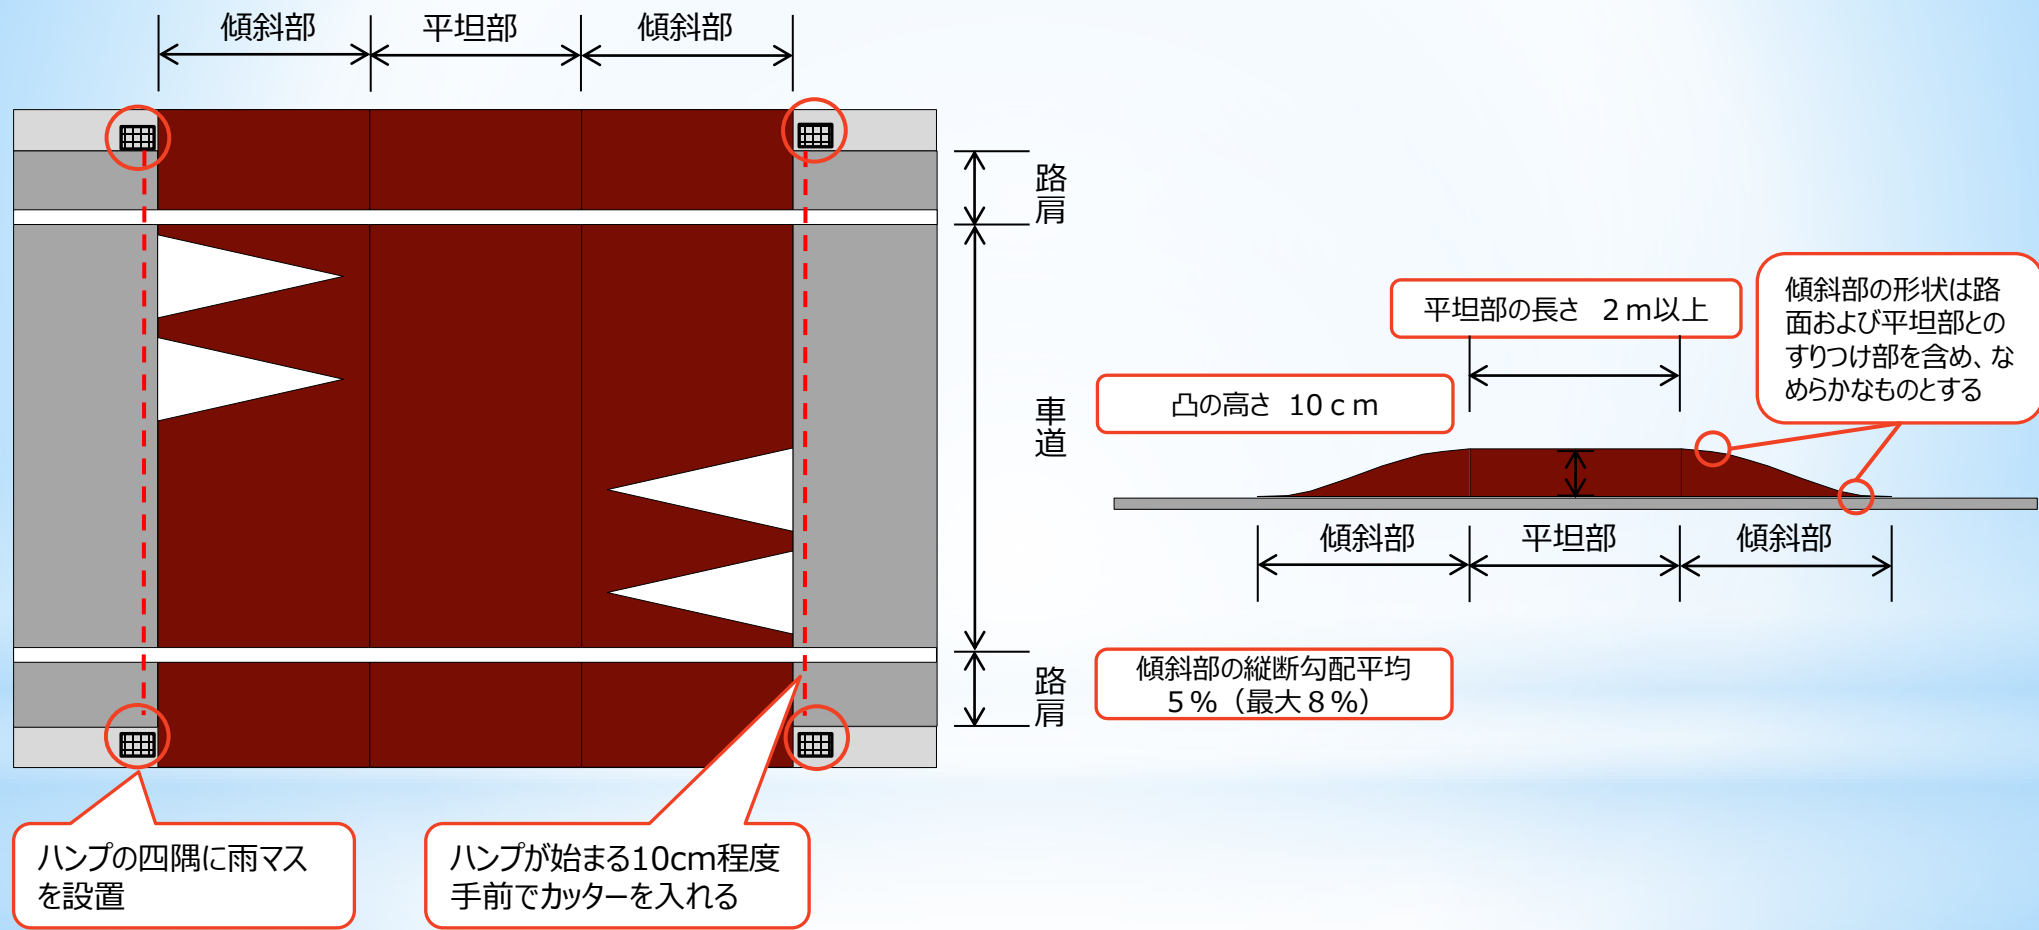 傾斜部
平坦部
傾斜部
路肩
車道
路肩
ハンプの四隅に雨マス
を設置
ハンプが始まる10cm程度
手前でカッターを入れる
平坦部の長さ　２ｍ以上
凸の高さ 10ｃｍ
傾斜部の形状は路
面および平坦部との
すりつけ部を含め、な
めらかなものとする
傾斜部
平坦部
傾斜部
傾斜部の縦断勾配平均
５％（最大８％）